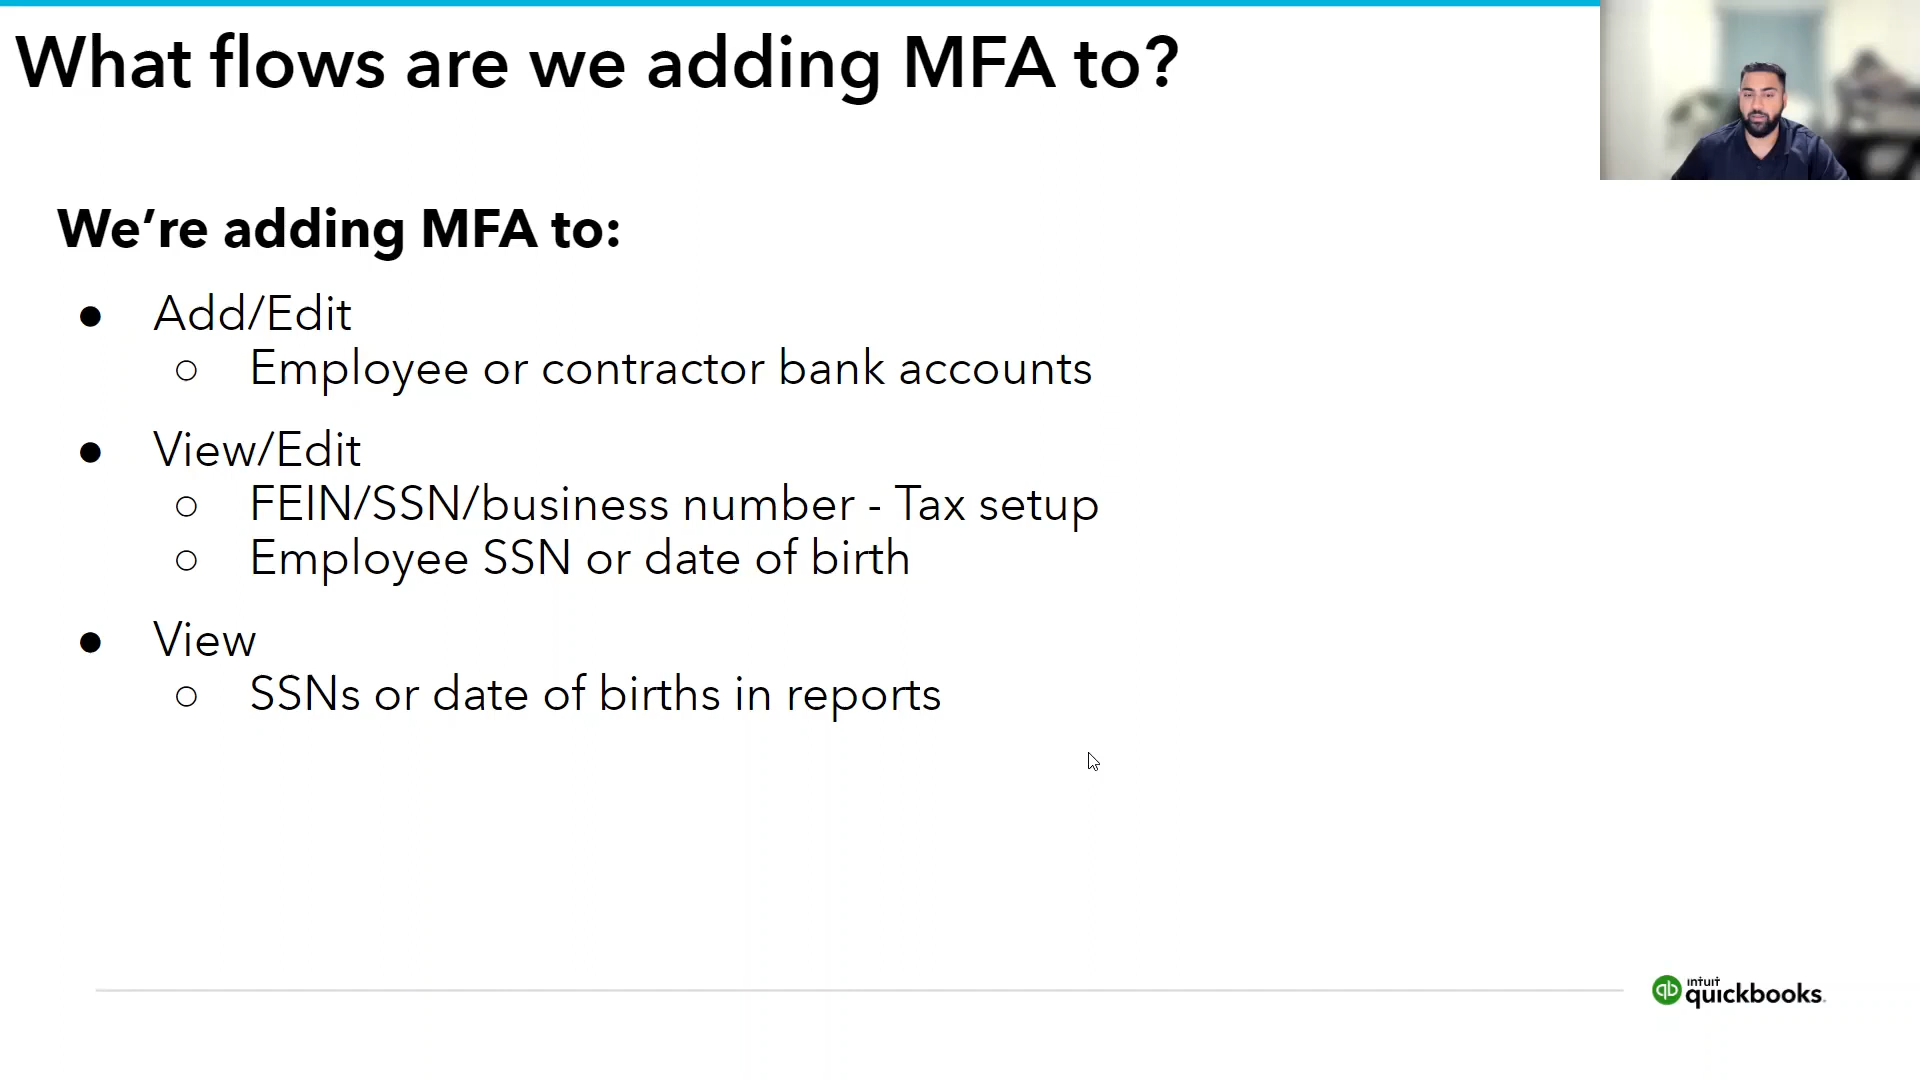 What flows are we adding MFA to?
We’re adding MFA to:
● Add/Edit
○ Employee or contractor bank accounts
● View/Edit
○ FEIN/SSN/business number - Tax setup
○ Employee SSN or date of birth
● View
○ SSNs or date of births in reports
qb intuit quickbooks.